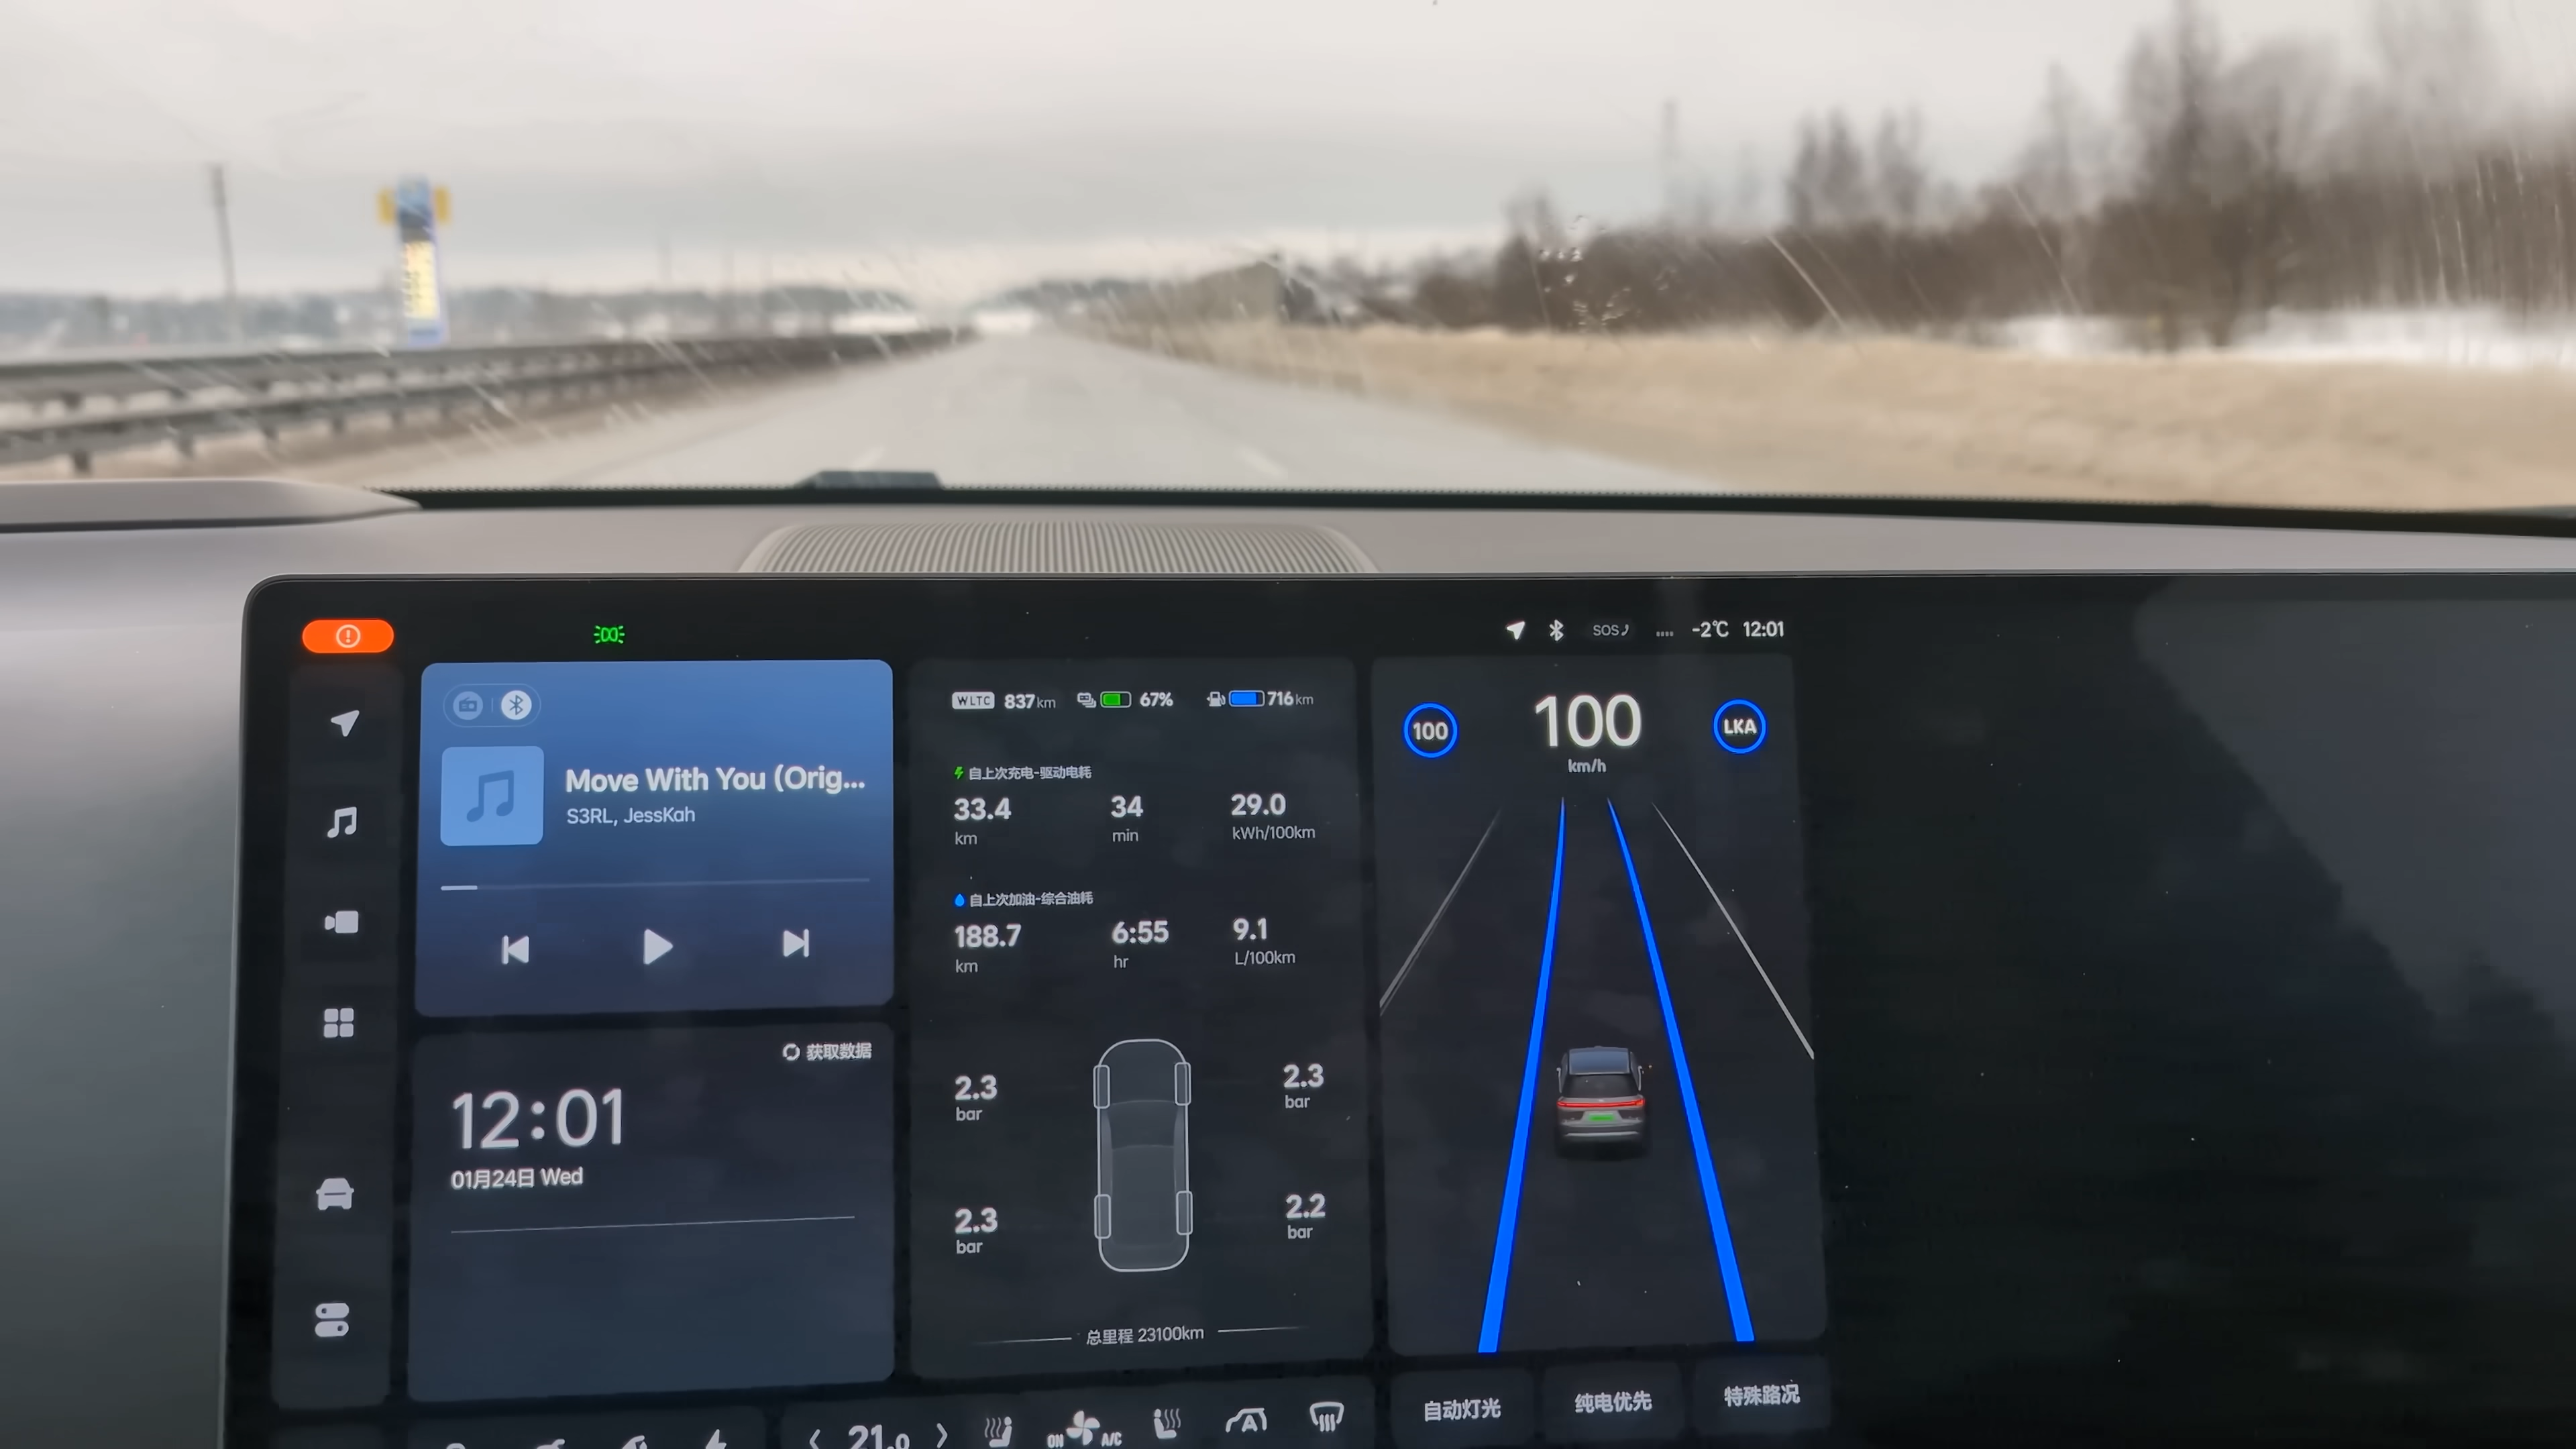 SOS
-2℃ 12:01
Move With You (Orig...
S3RL, JessKah
获取数据
12:01
01月24日 Wed
WLTC 837km 67% 716km
自上次充电-驱动电耗
33.4 34 29.0
km min kWh/100km
自上次加油-综合油耗
188.7 6:55 9.1
km hr L/100km
2.3 2.3
bar bar
2.3 2.2
bar bar
总里程 23100km
100 100 LKA
km/h
自动灯光 纯电优先 特殊路况
21.0 ON A/C A